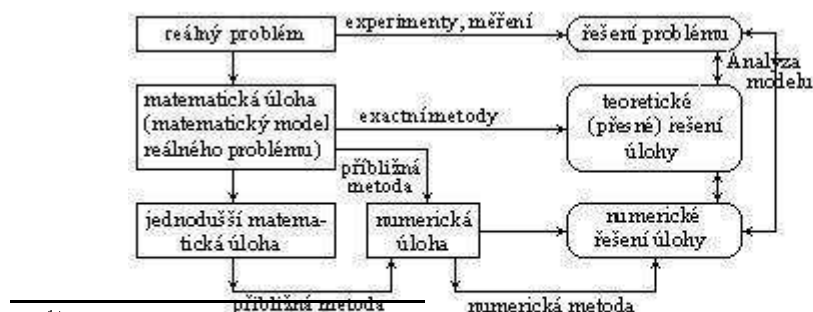 reálný problém
experimenty, měření
řešení problému
Analýza
modelu
matematická úloha
(matematický model
reálného problému)
exactnímetody
teoretické
(přesné) řešení
úlohy
příbližná
metoda
jednodušší matema-
tická úloha
numerická
úloha
numerické
řešení úlohy
přibližná metoda
numerická metoda